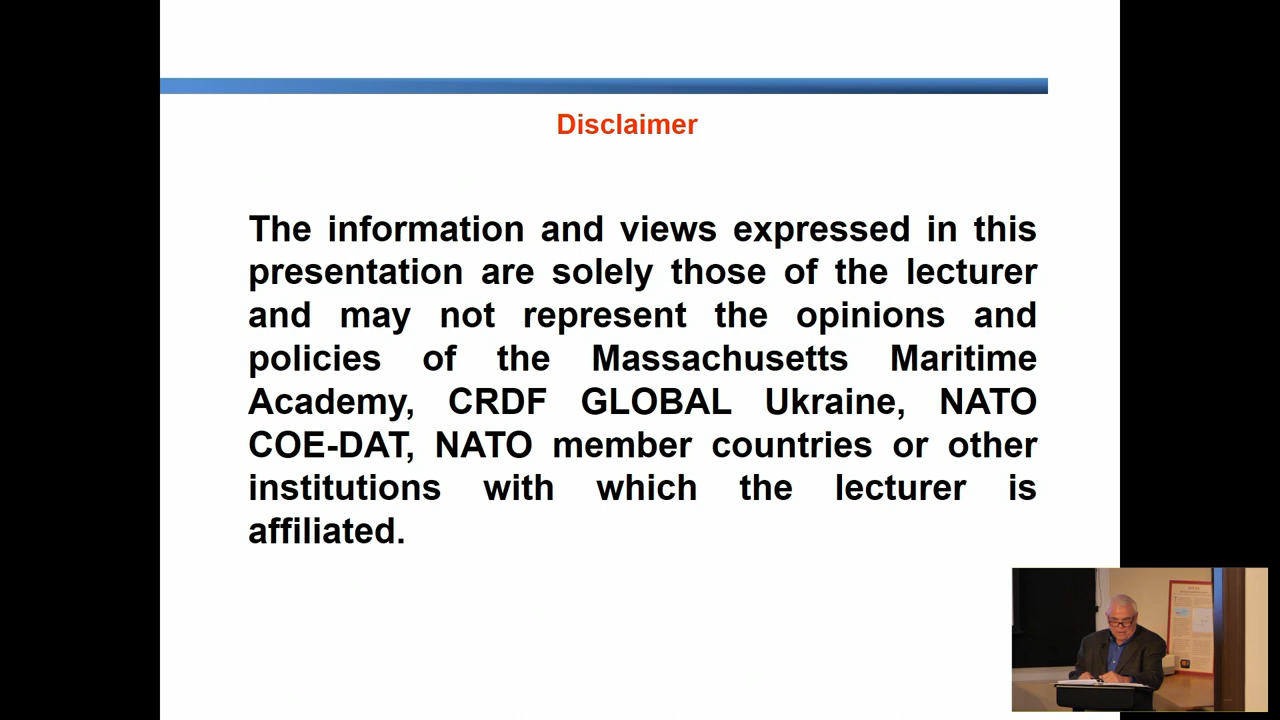 Disclaimer
The information and views expressed in this
presentation are solely those of the lecturer
and may not represent the opinions and
policies of the Massachusetts Maritime
Academy, CRDF GLOBAL Ukraine, NATO
COE-DAT, NATO member countries or other
institutions with which the lecturer is
affiliated.